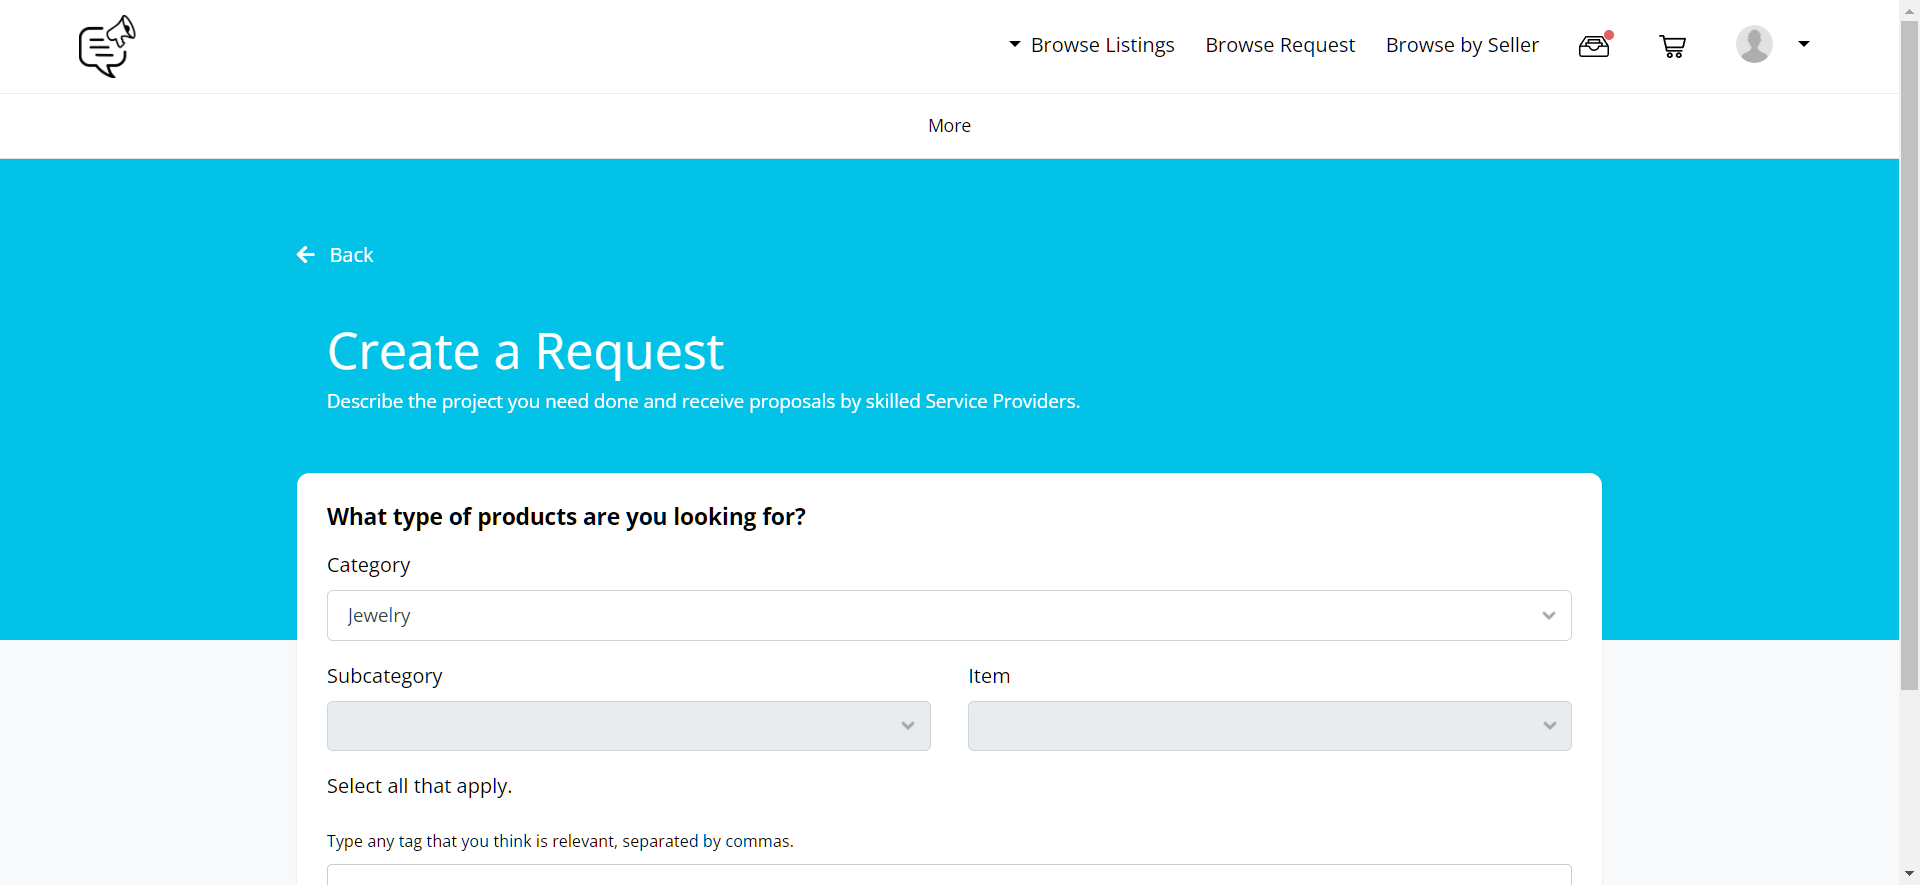 Browse Listings
Browse Request
Browse by Seller
More
Back
Create a Request
Describe the project you need done and receive proposals by skilled Service Providers.
What type of products are you looking for?
Category
Jewelry
Subcategory
Item
Select all that apply.
Type any tag that you think is relevant, separated by commas.